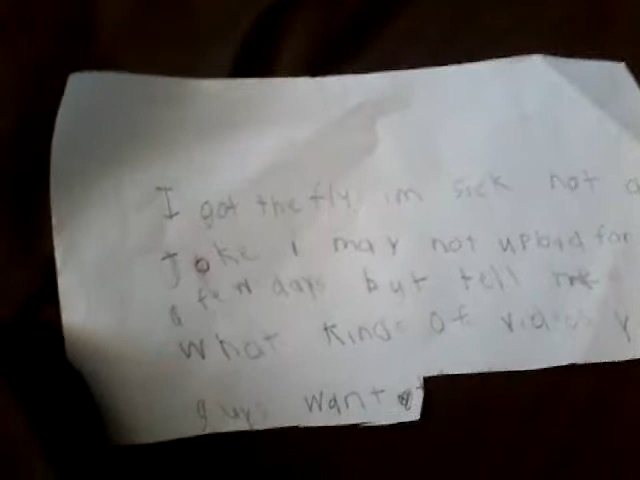 I got the fly im sick not a
Joke i may not upload for
a few days but tell me
what kinds of videos y
guys want